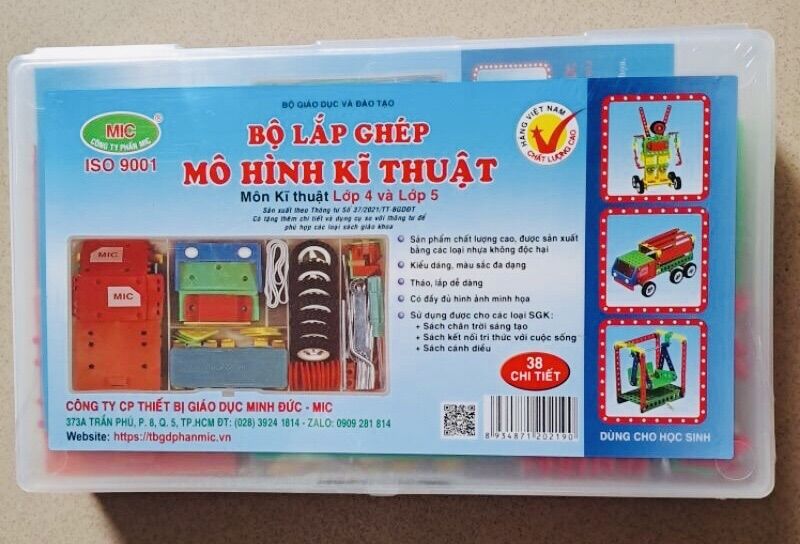 BỘ GIÁO DỤC VÀ ĐÀO TẠO
MIC
CÔNG TY PHẤN MIC
®
ISO 9001
BỘ LẮP GHÉP
MÔ HÌNH KĨ THUẬT
Môn Kĩ thuật Lớp 4 và Lớp 5
Sản xuất theo Thông tư Số 37/2021/TT-BGDĐT
Có tặng thêm chi tiết và dụng cụ so với thông tư để
phù hợp các loại sách giáo khoa
HÀNG VIỆT NAM
CHẤT LƯỢNG CAO
MIC
MIC
Sản phẩm chất lượng cao, được sản xuất
bằng các loại nhựa không độc hại
Kiểu dáng, màu sắc đa dạng
Tháo, lắp dễ dàng
Có đầy đủ hình ảnh minh họa
Sử dụng được cho các loại SGK:
+ Sách chân trời sáng tạo
+ Sách kết nối tri thức với cuộc sống
+ Sách cánh diều
38
CHI TIẾT
CÔNG TY CP THIẾT BỊ GIÁO DỤC MINH ĐỨC - MIC
373A TRẦN PHÚ, P. 8, Q. 5, TP.HCM ĐT: (028) 3924 1814 - ZALO: 0909 281 814
Website: https://tbgdphanmic.vn
8 934871 202190
DÙNG CHO HỌC SINH